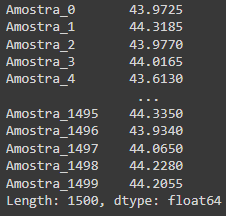 Amostra_0 43.9725
Amostra_1 44.3185
Amostra_2 43.9770
Amostra_3 44.0165
Amostra_4 43.6130
...
Amostra_1495 44.3350
Amostra_1496 43.9340
Amostra_1497 44.0650
Amostra_1498 44.2280
Amostra_1499 44.2055
Length: 1500, dtype: float64